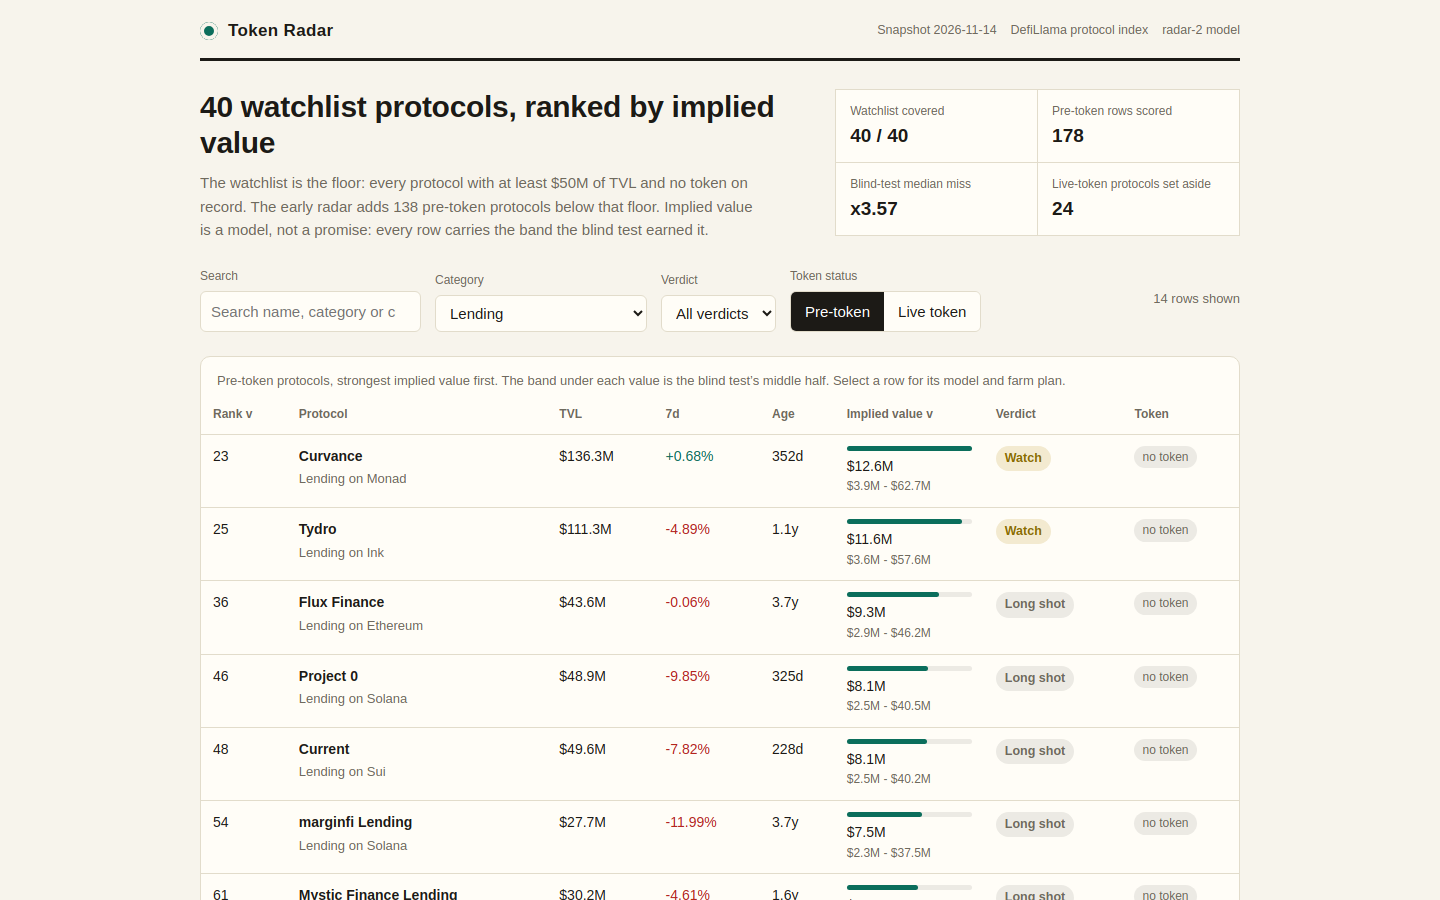 Token Radar
Snapshot 2026-11-14 DefiLlama protocol index radar-2 model
40 watchlist protocols, ranked by implied
value
The watchlist is the floor: every protocol with at least $50M of TVL and no token on
record. The early radar adds 138 pre-token protocols below that floor. Implied value
is a model, not a promise: every row carries the band the blind test earned it.
Watchlist covered
40 / 40
Pre-token rows scored
178
Blind-test median miss
x3.57
Live-token protocols set aside
24
Search
Search name, category or c
Category
Lending
Verdict
All verdicts
Token status
Pre-token Live token
14 rows shown
Pre-token protocols, strongest implied value first. The band under each value is the blind test's middle half. Select a row for its model and farm plan.
Rank v Protocol TVL 7d Age Implied value v Verdict Token
23 Curvance $136.3M +0.68% 352d $12.6M Watch no token
Lending on Monad $3.9M - $62.7M
25 Tydro $111.3M -4.89% 1.1y $11.6M Watch no token
Lending on Ink $3.6M - $57.6M
36 Flux Finance $43.6M -0.06% 3.7y $9.3M Long shot no token
Lending on Ethereum $2.9M - $46.2M
46 Project 0 $48.9M -9.85% 325d $8.1M Long shot no token
Lending on Solana $2.5M - $40.5M
48 Current $49.6M -7.82% 228d $8.1M Long shot no token
Lending on Sui $2.5M - $40.2M
54 marginfi Lending $27.7M -11.99% 3.7y $7.5M Long shot no token
Lending on Solana $2.3M - $37.5M
61 Mystic Finance Lending $30.2M -4.61% 1.6y Long shot no token